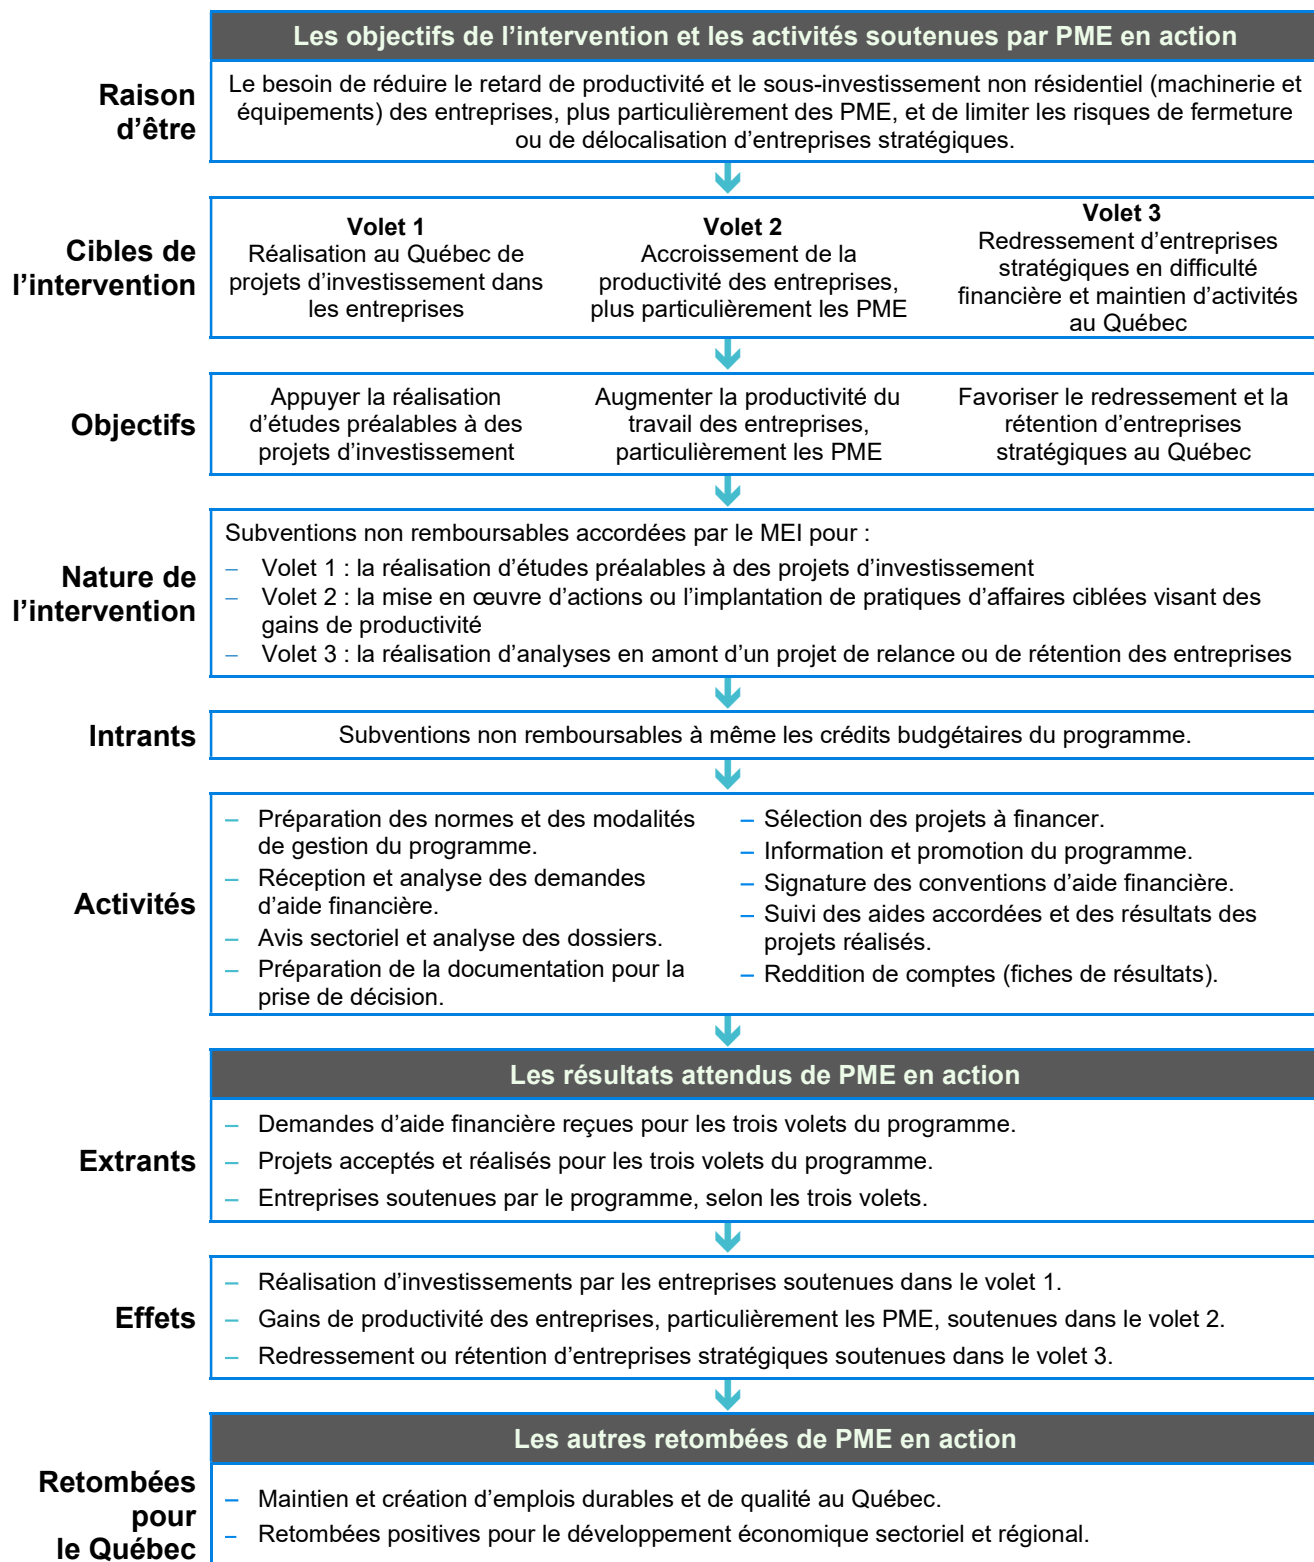 Les objectifs de l’intervention et les activités soutenues par PME en action
Raison
d’être
Le besoin de réduire le retard de productivité et le sous-investissement non résidentiel (machinerie et
équipements) des entreprises, plus particulièrement des PME, et de limiter les risques de fermeture
ou de délocalisation d’entreprises stratégiques.
Cibles de
l’intervention
Volet 1
Réalisation au Québec de
projets d’investissement dans
les entreprises
Volet 2
Accroissement de la
productivité des entreprises,
plus particulièrement les PME
Volet 3
Redressement d’entreprises
stratégiques en difficulté
financière et maintien d’activités
au Québec
Objectifs
Appuyer la réalisation
d’études préalables à des
projets d’investissement
Augmenter la productivité du
travail des entreprises,
particulièrement les PME
Favoriser le redressement et la
rétention d’entreprises
stratégiques au Québec
Nature de
l’intervention
Subventions non remboursables accordées par le MEI pour :
– Volet 1 : la réalisation d’études préalables à des projets d’investissement
– Volet 2 : la mise en œuvre d’actions ou l’implantation de pratiques d’affaires ciblées visant des
gains de productivité
– Volet 3 : la réalisation d’analyses en amont d’un projet de relance ou de rétention des entreprises
Intrants
Subventions non remboursables à même les crédits budgétaires du programme.
Activités
– Préparation des normes et des modalités
de gestion du programme.
– Réception et analyse des demandes
d’aide financière.
– Avis sectoriel et analyse des dossiers.
– Préparation de la documentation pour la
prise de décision.
– Sélection des projets à financer.
– Information et promotion du programme.
– Signature des conventions d’aide financière.
– Suivi des aides accordées et des résultats des
projets réalisés.
– Reddition de comptes (fiches de résultats).
Les résultats attendus de PME en action
Extrants
– Demandes d’aide financière reçues pour les trois volets du programme.
– Projets acceptés et réalisés pour les trois volets du programme.
– Entreprises soutenues par le programme, selon les trois volets.
Effets
– Réalisation d’investissements par les entreprises soutenues dans le volet 1.
– Gains de productivité des entreprises, particulièrement les PME, soutenues dans le volet 2.
– Redressement ou rétention d’entreprises stratégiques soutenues dans le volet 3.
Les autres retombées de PME en action
Retombées
pour
le Québec
– Maintien et création d’emplois durables et de qualité au Québec.
– Retombées positives pour le développement économique sectoriel et régional.